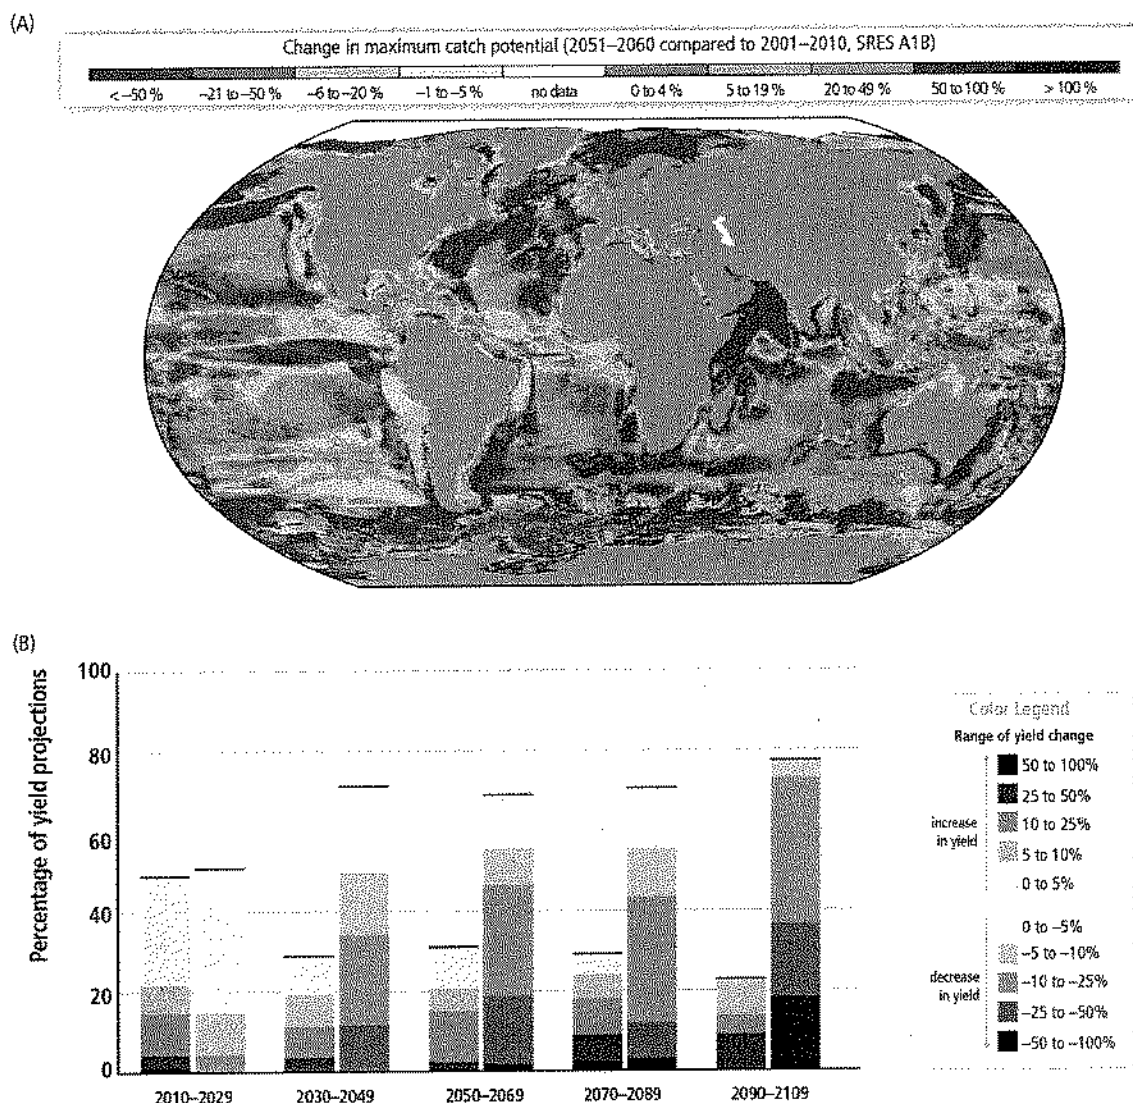 (A)
Change in maximum catch potential (2051–2060 compared to 2001–2010, SRES A1B)
< –50 % –21 to –50 % –6 to –20 % –1 to –5 % no data 0 to 4 % 5 to 19 % 20 to 49 % 50 to 100 % > 100 %
(B)
Percentage of yield projections
100
80
60
40
20
0
2010–2029 2030–2049 2050–2069 2070–2089 2090–2109
Color Legend
Range of yield change
increase in yield
50 to 100%
25 to 50%
10 to 25%
5 to 10%
0 to 5%
decrease in yield
0 to –5%
–5 to –10%
–10 to –25%
–25 to –50%
–50 to –100%